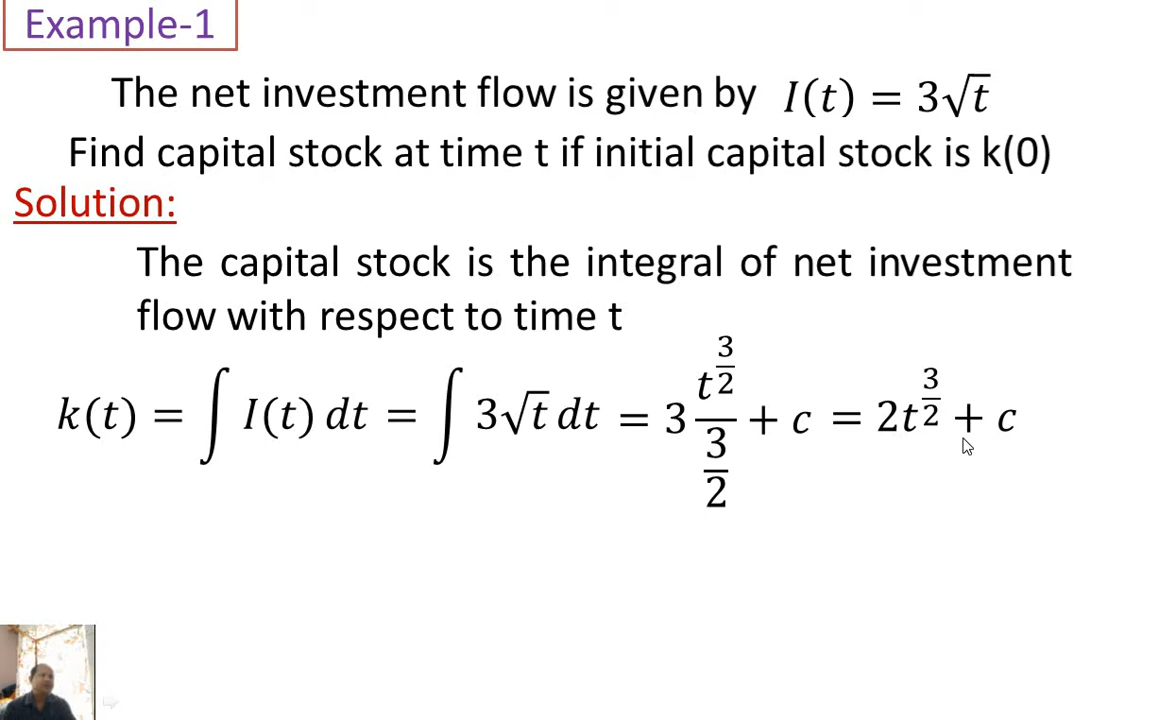 Example-1
The net investment flow is given by I(t) = 3√t
Find capital stock at time t if initial capital stock is k(0)
Solution:
The capital stock is the integral of net investment
flow with respect to time t
k(t) = ∫ I(t) dt = ∫ 3√t dt = 3 t^(3/2)/(3/2) + c = 2t^(3/2) + c